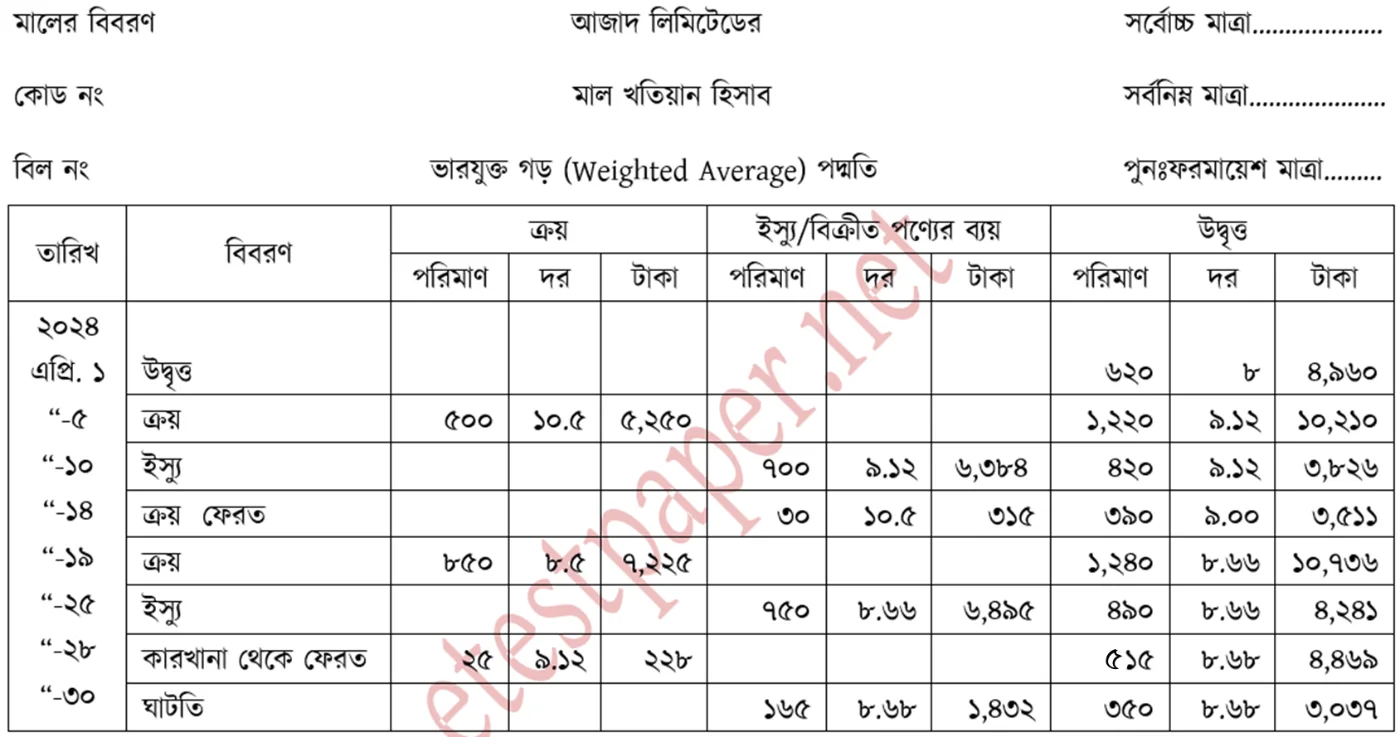 মালের বিবরণ আজাদ লিমিটেডের সর্বোচ্চ মাত্রা....................
কোড নং মাল খতিয়ান হিসাব সর্বনিম্ন মাত্রা.....................
বিল নং ভারযুক্ত গড় (Weighted Average) পদ্মতি পুনঃফরমায়েশ মাত্রা.........
তারিখ বিবরণ ক্রয় ইস্যু/বিক্রীত পণ্যের ব্যয় উদ্বৃত্ত
পরিমাণ দর টাকা পরিমাণ দর টাকা পরিমাণ দর টাকা
২০২৪
এপ্রি. ১ উদ্বৃত্ত ৬২০ ৮ ৪,৯৬০
“-৫ ক্রয় ৫০০ ১০.৫ ৫,২৫০ ১,২২০ ৯.১২ ১০,২১০
“-১০ ইস্যু ৭০০ ৯.১২ ৬,৩৮৪ ৪২০ ৯.১২ ৩,৮২৬
“-১৪ ক্রয় ফেরত ৩০ ১০.৫ ৩১৫ ৩৯০ ৯.০০ ৩,৫১১
“-১৯ ক্রয় ৮৫০ ৮.৫ ৭,২২৫ ১,২৪০ ৮.৬৬ ১০,৭৩৬
“-২৫ ইস্যু ৭৫০ ৮.৬৬ ৬,৪৯৫ ৪৯০ ৮.৬৬ ৪,২৪১
“-২৮ কারখানা থেকে ফেরত ২৫ ৯.১২ ২২৮ ৫১৫ ৮.৬৮ ৪,৪৬৯
“-৩০ ঘাটতি ১৬৫ ৮.৬৮ ১,৪৩২ ৩৫০ ৮.৬৮ ৩,০৩৭
etestpaper.net